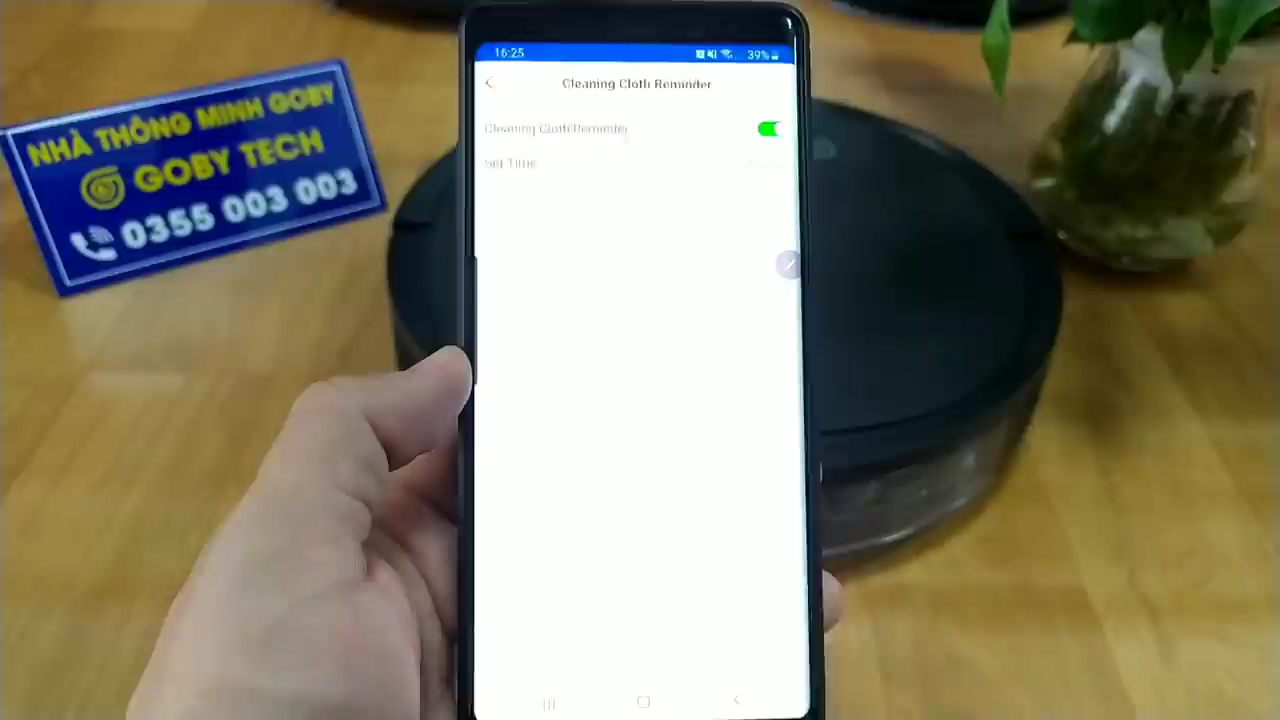 NHÀ THÔNG MINH GOBY
GOBY TECH
0355 003 003
16:25
39%
Cleaning Cloth Reminder
Cleaning Cloth Reminder
Set Time